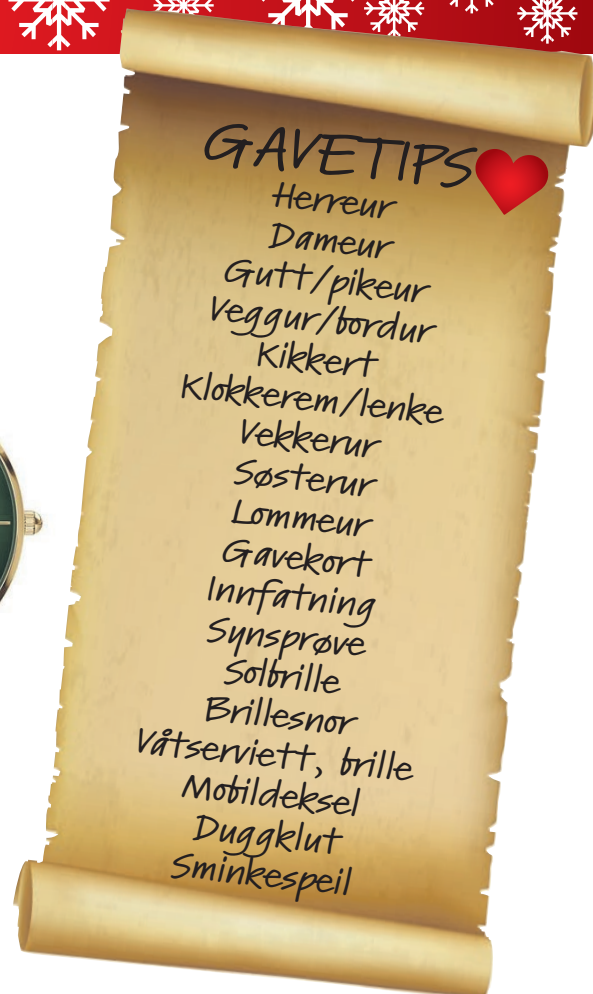 GAVETIPS
Herreur
Dameur
Gutt/pikeur
Veggur/bordur
Kikkert
Klokkerem/lenke
Vekkerur
Søsterur
Lommeur
Gavekort
Innfatning
Synsprøve
Solbrille
Brillesnor
Våtserviett, brille
Mobildeksel
Duggklut
Sminkespeil